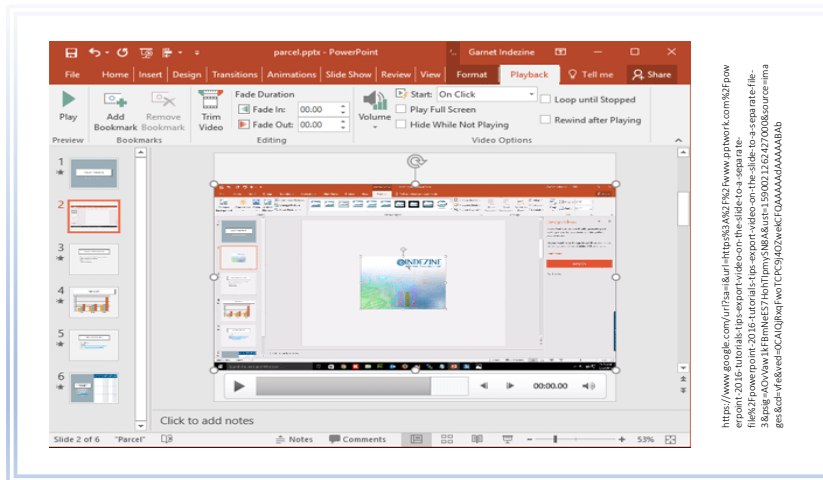 parcel.pptx - PowerPoint
Garnet Indezine
File Home Insert Design Transitions Animations Slide Show Review View Format Playback Tell me Share
Play
Add Bookmark
Remove Bookmark
Trim Video
Fade Duration
Fade In: 00.00
Fade Out: 00.00
Volume
Start: On Click
Play Full Screen
Hide While Not Playing
Loop until Stopped
Rewind after Playing
Preview Bookmarks Editing Video Options
1
2
3
4
5
6
INDEZINE
00:00.00
Click to add notes
Slide 2 of 6 "Parcel" Notes Comments 53%
https://www.google.com/url?sa=i&url=https%3A%2F%2Fwww.pptwork.com%2Fpow
erpoint-2016-tutorials-tips-export-video-on-the-slide-to-a-separate-
file%2Fpowerpoint-2016-tutorials-tips-export-video-on-the-slide-to-a-separate-file-
3&psig=AOvVaw1kFBmNeES7HohTIpmySN8A&ust=1590021262427000&source=ima
ges&cd=vfe&ved=0CAIQjRxqFwoTCPC9j4OZwekCFQAAAAAdAAAAABAb